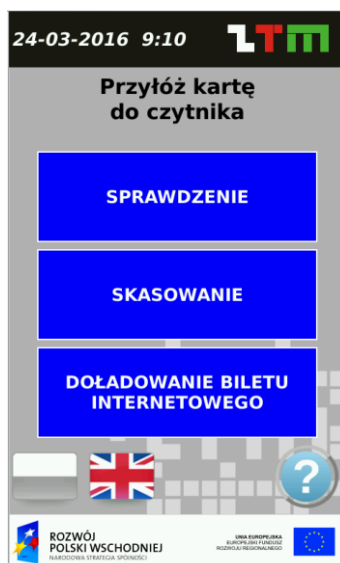 24-03-2016 9:10 ZTM
Przyłóż kartę
do czytnika
SPRAWDZENIE
SKASOWANIE
DOŁADOWANIE BILETU
INTERNETOWEGO
?
ROZWÓJ
POLSKI WSCHODNIEJ
NARODOWA STRATEGIA SPÓJNOŚCI
UNIA EUROPEJSKA
EUROPEJSKI FUNDUSZ
ROZWOJU REGIONALNEGO